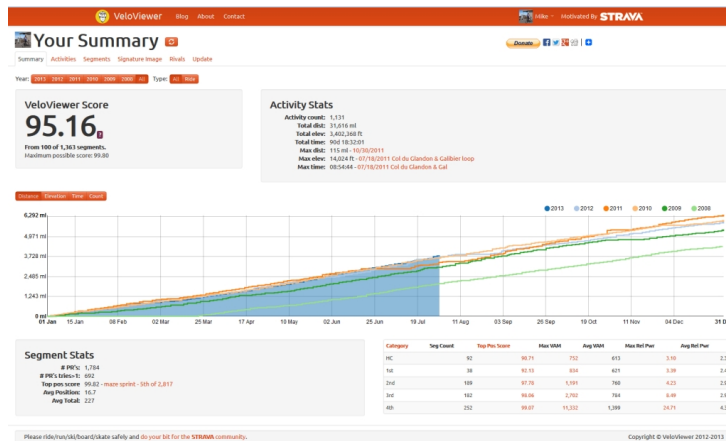 VeloViewer Blog About Contact Mike Motivated By STRAVA
Your Summary
Donate
Summary Activities Segments Signature Image Rivals Update
Year: 2013 2012 2011 2010 2009 2008 All Type: All Ride
VeloViewer Score
95.16
From 100 of 1,363 segments.
Maximum possible score: 99.80
Activity Stats
Activity count: 1,131
Total dist: 31,616 mi
Total elev: 3,402,368 ft
Total time: 90d 18:32:01
Max dist: 115 mi - 10/30/2011
Max elev: 14,024 ft - 07/18/2011 Col du Glandon & Galibier loop
Max time: 08:54:44 - 07/18/2011 Col du Glandon & Gal
Distance Elevation Time Count
2013 2012 2011 2010 2009 2008
6,292 mi
4,971 mi
3,728 mi
2,485 mi
1,243 mi
0 mi
01 Jan 15 Jan 08 Feb 02 Mar 25 Mar 17 Apr 10 May 02 Jun 25 Jun 19 Jul 11 Aug 03 Sep 26 Sep 19 Oct 11 Nov 04 Dec 31 D
Segment Stats
# PR's: 1,784
# PR's tries>1: 692
Top pos score 99.82 - maze sprint - 5th of 2,817
Avg Position: 16.7
Avg Total: 227
Category Seg Count Top Pos Score Max VAM Avg VAM Max Rel Pwr Avg Rel Pwr
HC 92 98.71 752 613 3.16
1st 38 92.13 834 621 3.39
2nd 109 97.76 1,191 766 4.23
3rd 162 98.66 2,762 784 8.49
4th 252 99.07 11,332 1,399 24.71
Please ride/run/ski/board/skate safely and do your bit for the STRAVA community. Copyright © VeloViewer 2012-2013